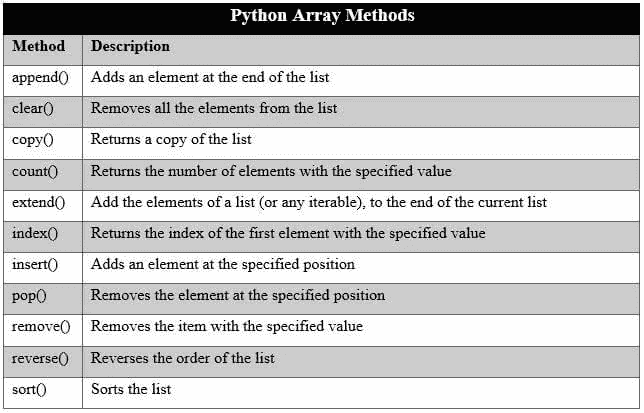 Python Array Methods
Method Description
append() Adds an element at the end of the list
clear() Removes all the elements from the list
copy() Returns a copy of the list
count() Returns the number of elements with the specified value
extend() Add the elements of a list (or any iterable), to the end of the current list
index() Returns the index of the first element with the specified value
insert() Adds an element at the specified position
pop() Removes the element at the specified position
remove() Removes the item with the specified value
reverse() Reverses the order of the list
sort() Sorts the list